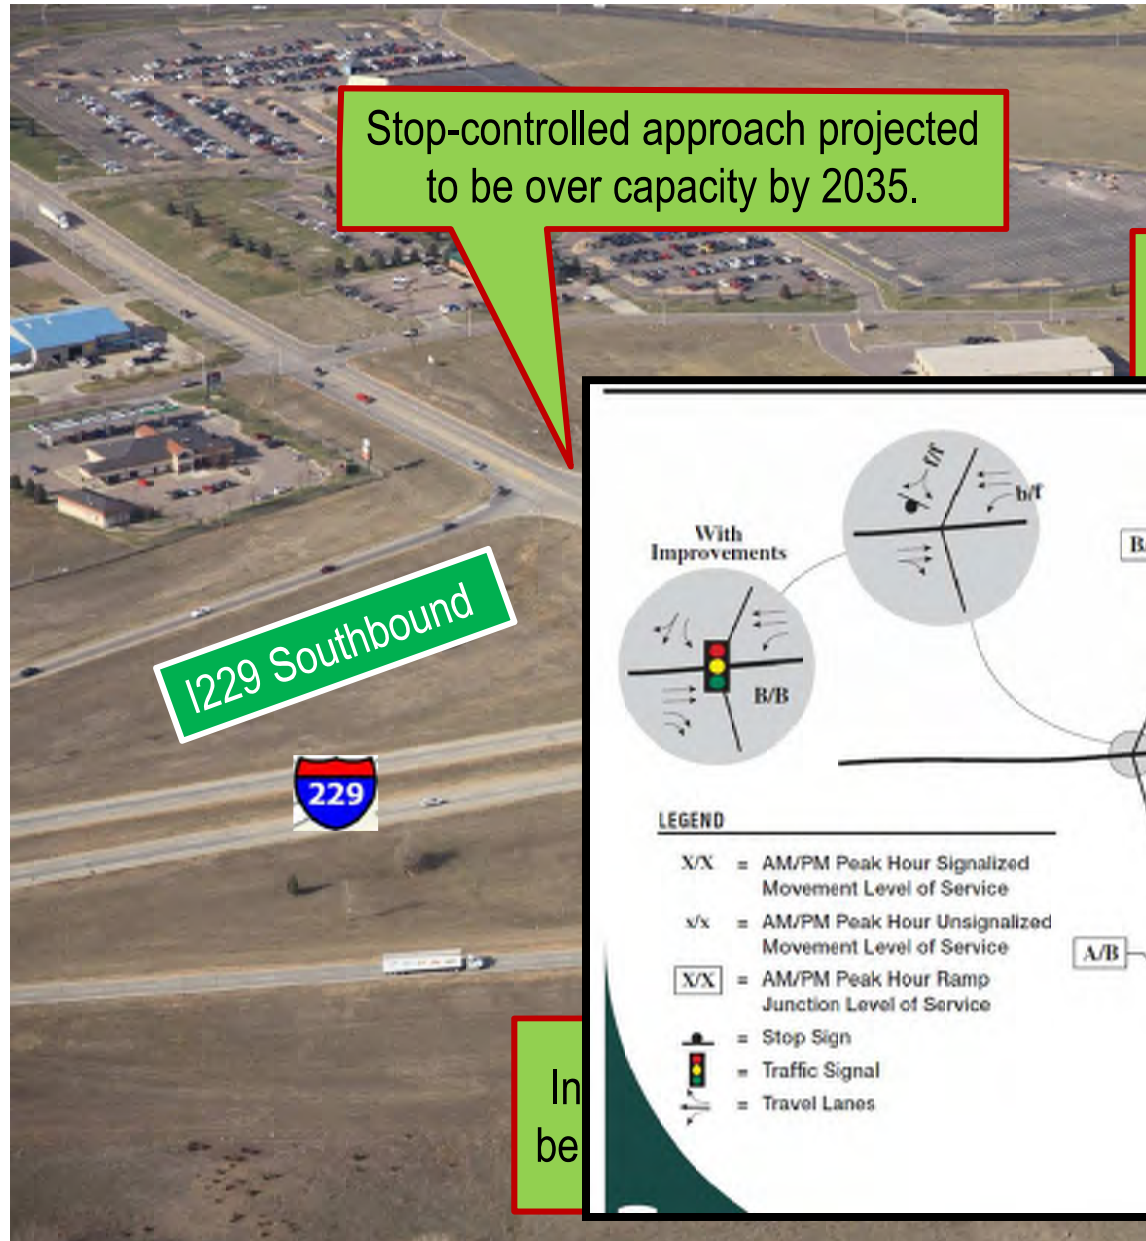 Stop-controlled approach projected
to be over capacity by 2035.
I229 Southbound
229
In
be
With
Improvements
f/f
b/f
B/B
B/
A/B
LEGEND
X/X = AM/PM Peak Hour Signalized
Movement Level of Service
x/x = AM/PM Peak Hour Unsignalized
Movement Level of Service
X/X = AM/PM Peak Hour Ramp
Junction Level of Service
= Stop Sign
= Traffic Signal
= Travel Lanes